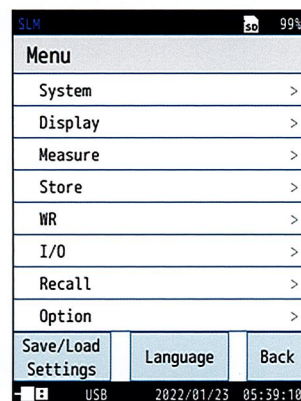 SLM SD 99%
Menu
System >
Display >
Measure >
Store >
WR >
I/O >
Recall >
Option >
Save/Load
Settings
Language
Back
USB 2022/01/23 05:39:10